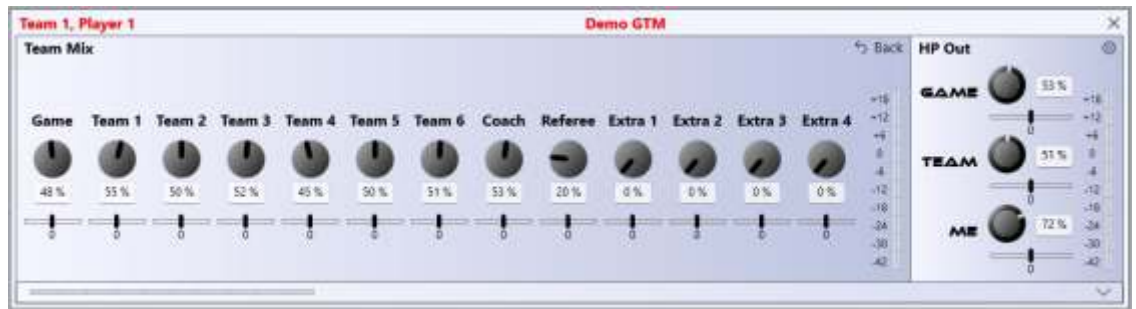 Team 1, Player 1 Demo GTM
Team Mix Back HP Out
Game Team 1 Team 2 Team 3 Team 4 Team 5 Team 6 Coach Referee Extra 1 Extra 2 Extra 3 Extra 4
48 % 55 % 50 % 52 % 45 % 50 % 51 % 53 % 20 % 0 % 0 % 0 % 0 %
0 0 0 0 0 0 0 0 0 0 0 0 0
+18
+12
+6
0
-4
-12
-18
-24
-30
-42
GAME 53 %
0
TEAM 51 %
0
ME 72 %
0
+18
+12
+6
0
-4
-12
-18
-24
-30
-42